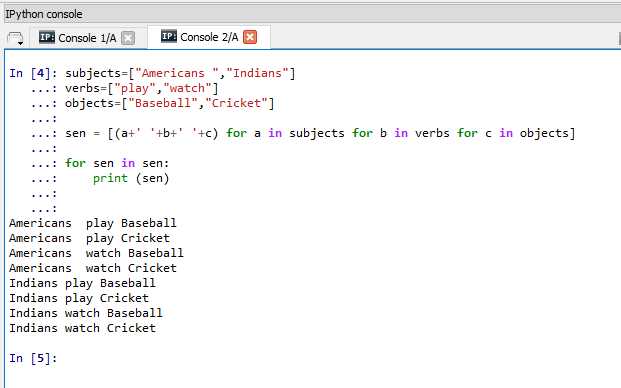 IPython console
IP: Console 1/A IP: Console 2/A
In [4]: subjects=["Americans ","Indians"]
   ...: verbs=["play","watch"]
   ...: objects=["Baseball","Cricket"]
   ...:
   ...: sen = [(a+' '+b+' '+c) for a in subjects for b in verbs for c in objects]
   ...:
   ...: for sen in sen:
   ...:     print (sen)
   ...:
   ...:
Americans  play Baseball
Americans  play Cricket
Americans  watch Baseball
Americans  watch Cricket
Indians play Baseball
Indians play Cricket
Indians watch Baseball
Indians watch Cricket
In [5]: